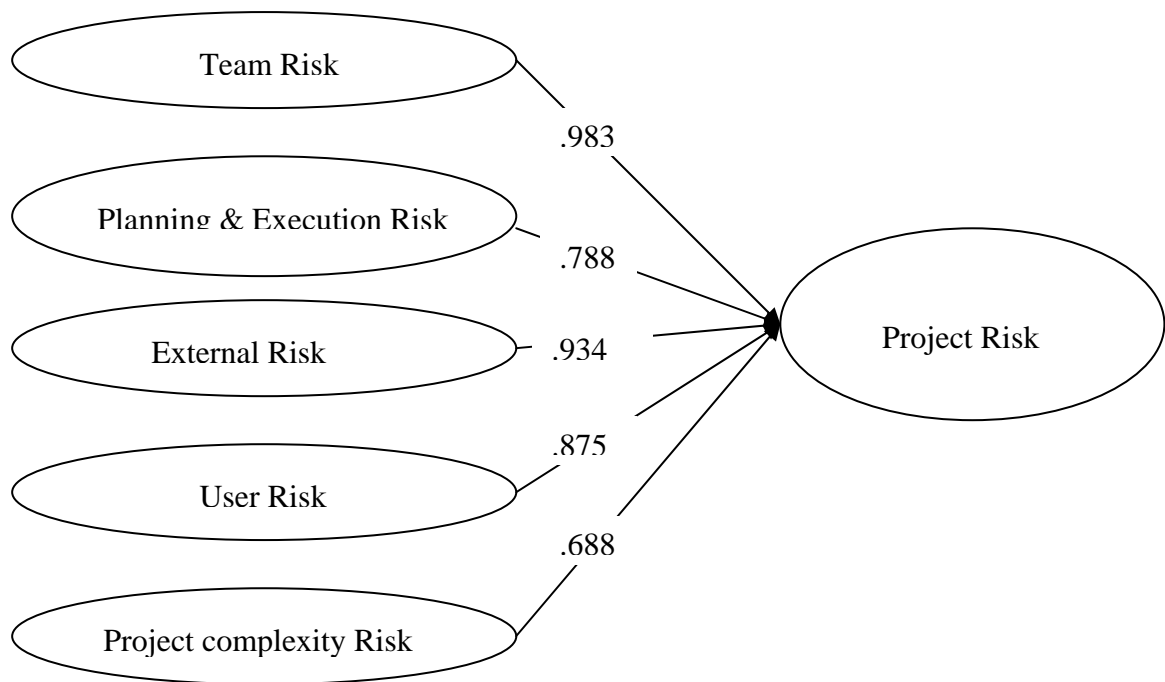 Team Risk
.983
Planning & Execution Risk
.788
External Risk
.934
Project Risk
User Risk
.875
Project complexity Risk
.688